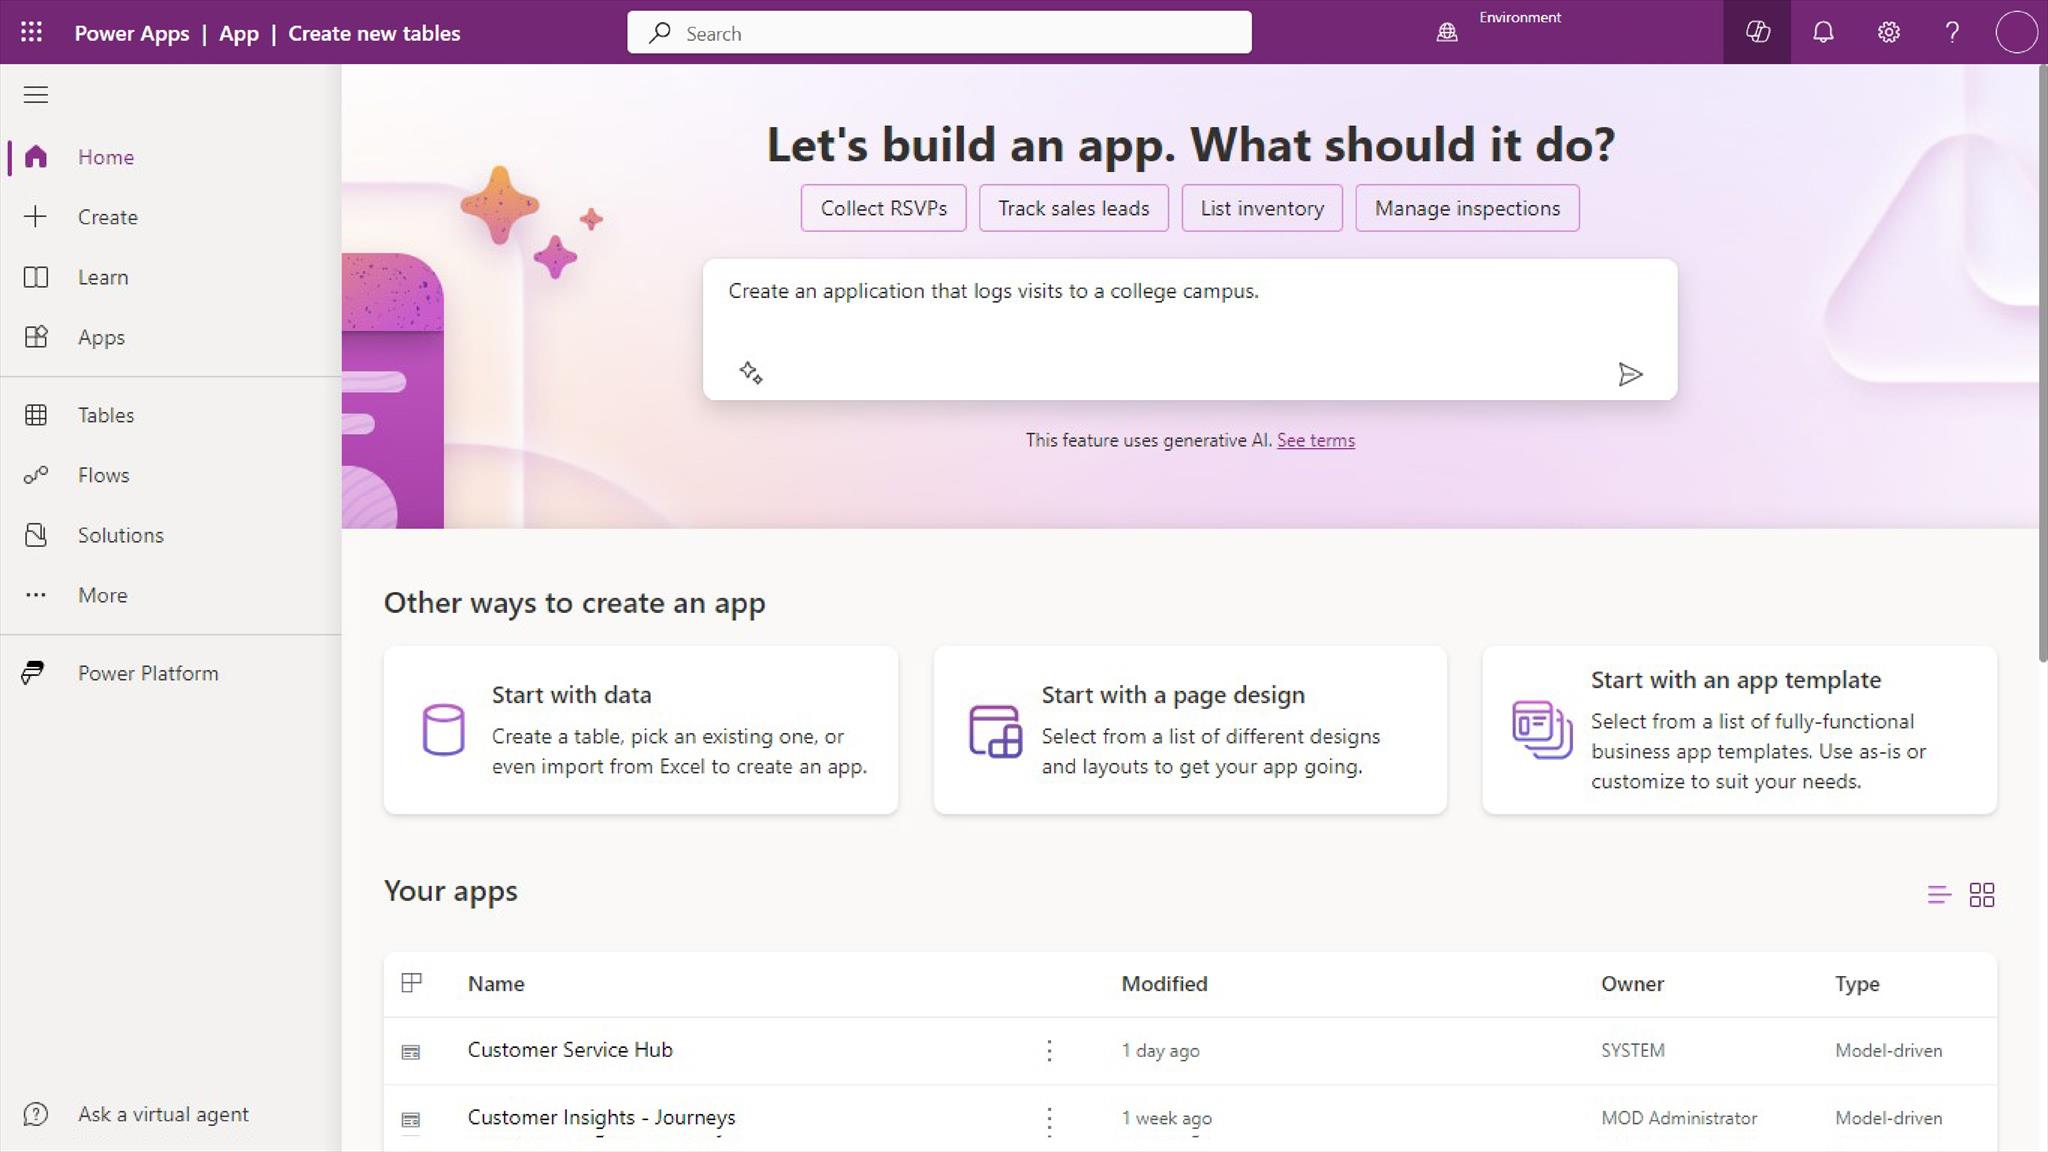 Power Apps | App | Create new tables
Search
Environment
Home
Create
Learn
Apps
Tables
Flows
Solutions
More
Power Platform
Ask a virtual agent
Let's build an app. What should it do?
Collect RSVPs
Track sales leads
List inventory
Manage inspections
Create an application that logs visits to a college campus.
This feature uses generative AI. See terms
Other ways to create an app
Start with data
Create a table, pick an existing one, or
even import from Excel to create an app.
Start with a page design
Select from a list of different designs
and layouts to get your app going.
Start with an app template
Select from a list of fully-functional
business app templates. Use as-is or
customize to suit your needs.
Your apps
Name Modified Owner Type
Customer Service Hub 1 day ago SYSTEM Model-driven
Customer Insights - Journeys 1 week ago MOD Administrator Model-driven